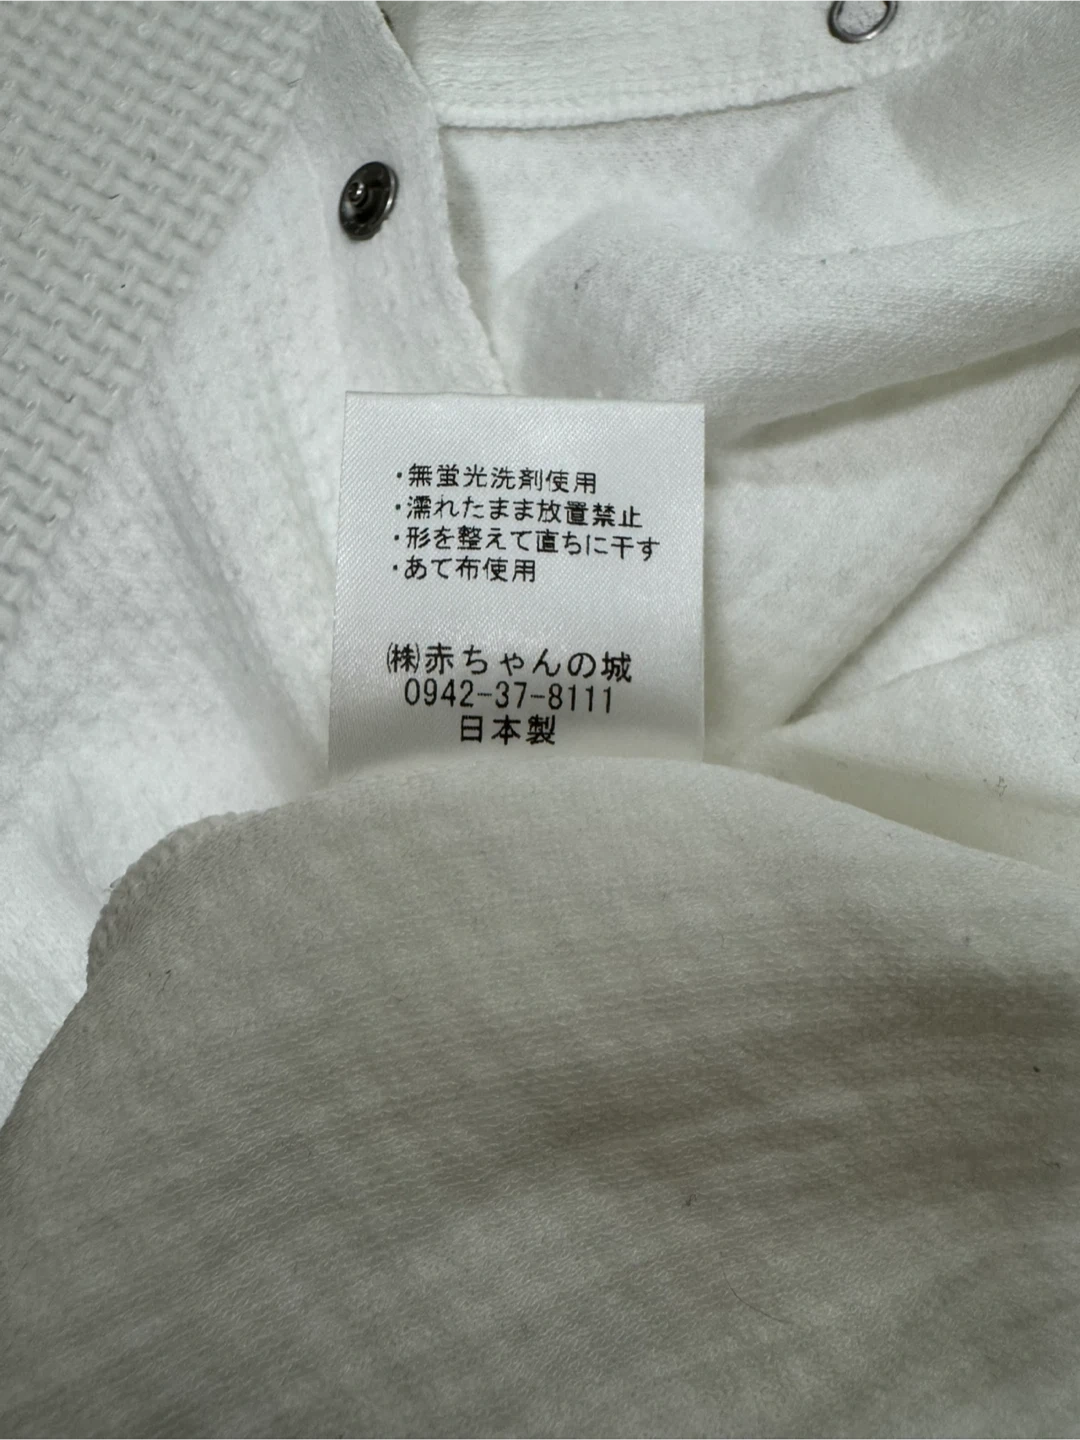 ・無蛍光洗剤使用
・濡れたまま放置禁止
・形を整えて直ちに干す
・あて布使用
㈱赤ちゃんの城
0942-37-8111
日本製